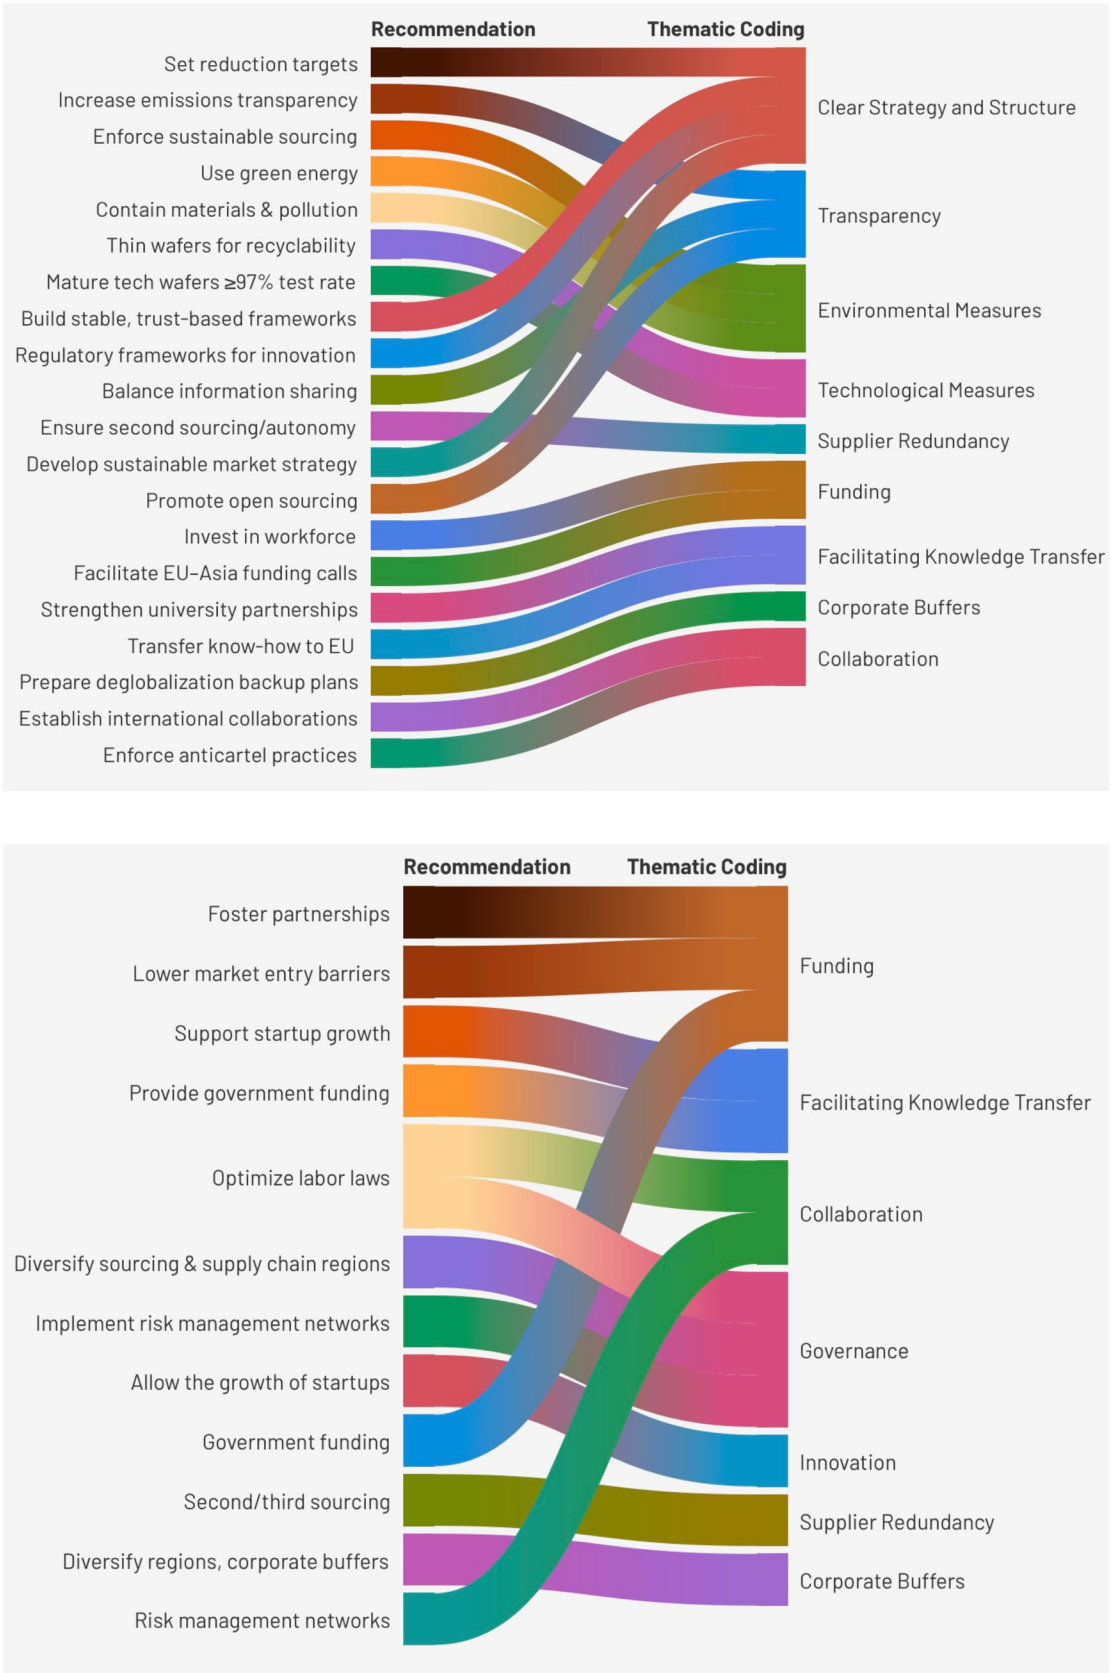 Recommendation Thematic Coding
Set reduction targets
Increase emissions transparency
Enforce sustainable sourcing
Use green energy
Contain materials & pollution
Thin wafers for recyclability
Mature tech wafers ≥97% test rate
Build stable, trust-based frameworks
Regulatory frameworks for innovation
Balance information sharing
Ensure second sourcing/autonomy
Develop sustainable market strategy
Promote open sourcing
Invest in workforce
Facilitate EU–Asia funding calls
Strengthen university partnerships
Transfer know-how to EU
Prepare deglobalization backup plans
Establish international collaborations
Enforce anticartel practices
Clear Strategy and Structure
Transparency
Environmental Measures
Technological Measures
Supplier Redundancy
Funding
Facilitating Knowledge Transfer
Corporate Buffers
Collaboration
Recommendation Thematic Coding
Foster partnerships
Lower market entry barriers
Support startup growth
Provide government funding
Optimize labor laws
Diversify sourcing & supply chain regions
Implement risk management networks
Allow the growth of startups
Government funding
Second/third sourcing
Diversify regions, corporate buffers
Risk management networks
Funding
Facilitating Knowledge Transfer
Collaboration
Governance
Innovation
Supplier Redundancy
Corporate Buffers